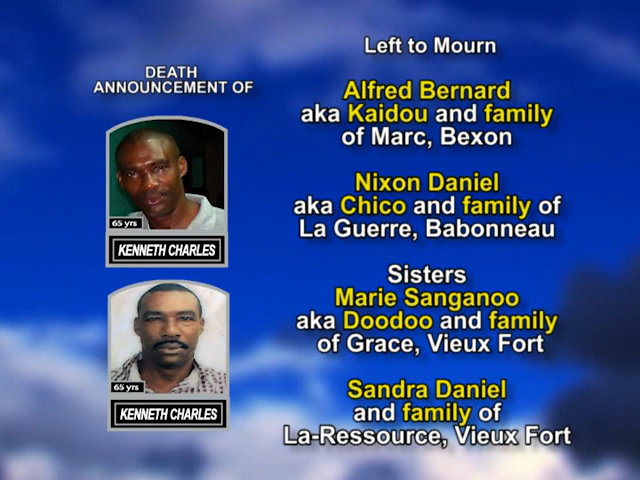 DEATH
ANNOUNCEMENT OF
65 yrs
KENNETH CHARLES
65 yrs
KENNETH CHARLES
Left to Mourn
Alfred Bernard
aka Kaidou and family
of Marc, Bexon
Nixon Daniel
aka Chico and family of
La Guerre, Babonneau
Sisters
Marie Sanganoo
aka Doodoo and family
of Grace, Vieux Fort
Sandra Daniel
and family of
La-Ressource, Vieux Fort